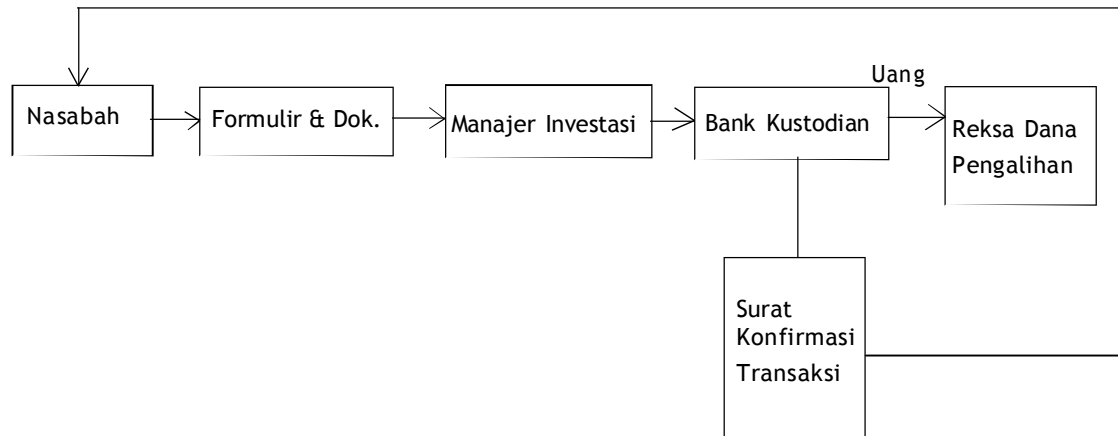 Uang
Nasabah
Formulir & Dok.
Manajer Investasi
Bank Kustodian
Reksa Dana
Pengalihan
Surat
Konfirmasi
Transaksi